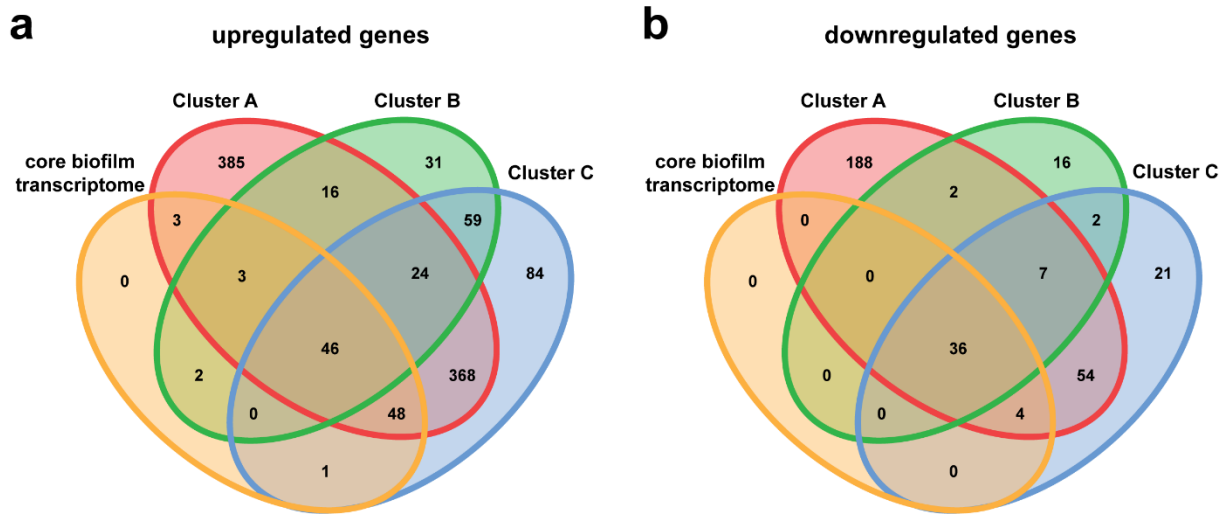 a
upregulated genes
Cluster A
Cluster B
core biofilm
transcriptome
Cluster C
385
31
16
3
59
0
3
24
84
46
2
368
0
48
1
b
downregulated genes
Cluster A
Cluster B
core biofilm
transcriptome
Cluster C
188
16
2
0
2
0
0
7
21
36
0
54
0
4
0